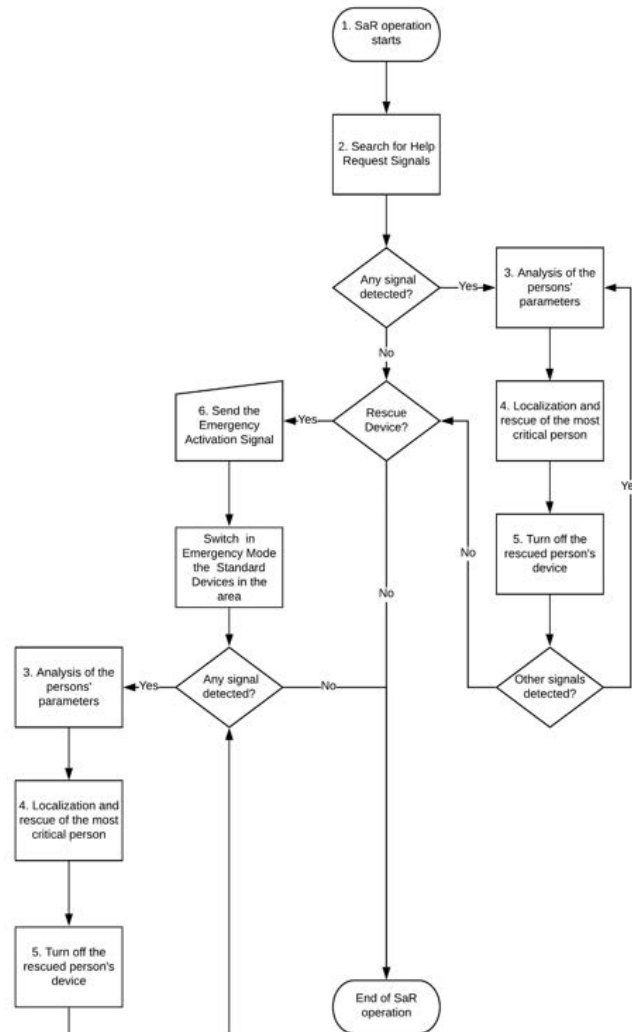 1. SaR operation
starts
2. Search for Help
Request Signals
Any signal
detected?
Yes
3. Analysis of the
persons'
parameters
No
4. Localization and
rescue of the most
critical person
Yes
5. Turn off the
rescued person's
device
Other signals
detected?
No
Rescue
Device?
Yes
6. Send the
Emergency
Activation Signal
No
Switch in
Emergency Mode
the Standard
Devices in the
area
Any signal
detected?
No
Yes
3. Analysis of the
persons'
parameters
4. Localization and
rescue of the most
critical person
5. Turn off the
rescued person's
device
End of SaR
operation